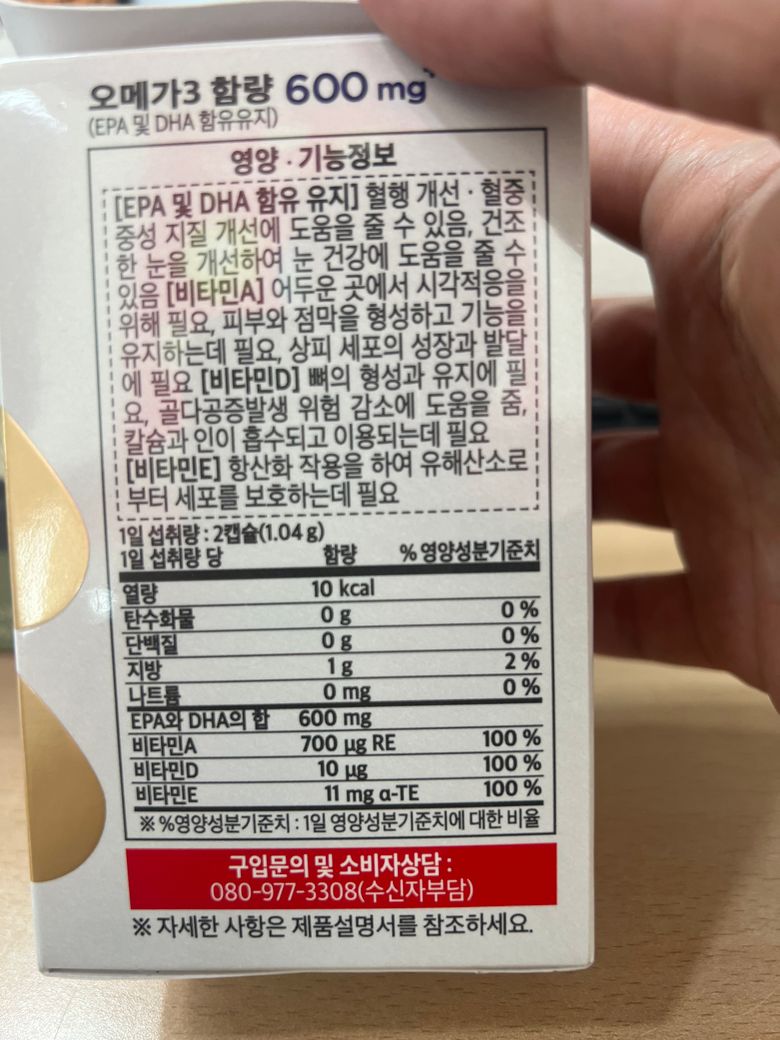 오메가3 함량 600 mg
(EPA 및 DHA 함유유지)
영양 · 기능정보
[EPA 및 DHA 함유 유지] 혈행 개선 · 혈중
중성 지질 개선에 도움을 줄 수 있음, 건조
한 눈을 개선하여 눈 건강에 도움을 줄 수
있음 [비타민A] 어두운 곳에서 시각적응을
위해 필요, 피부와 점막을 형성하고 기능을
유지하는데 필요, 상피 세포의 성장과 발달
에 필요 [비타민D] 뼈의 형성과 유지에 필
요, 골다공증발생 위험 감소에 도움을 줌,
칼슘과 인이 흡수되고 이용되는데 필요
[비타민E] 항산화 작용을 하여 유해산소로
부터 세포를 보호하는데 필요
1일 섭취량 : 2캡슐(1.04 g)
1일 섭취량 당 함량 % 영양성분기준치
열량 10 kcal
탄수화물 0 g 0 %
단백질 0 g 0 %
지방 1 g 2 %
나트륨 0 mg 0 %
EPA와 DHA의 합 600 mg
비타민A 700 µg RE 100 %
비타민D 10 µg 100 %
비타민E 11 mg α-TE 100 %
※ %영양성분기준치 : 1일 영양성분기준치에 대한 비율
구입문의 및 소비자상담 :
080-977-3308(수신자부담)
※ 자세한 사항은 제품설명서를 참조하세요.